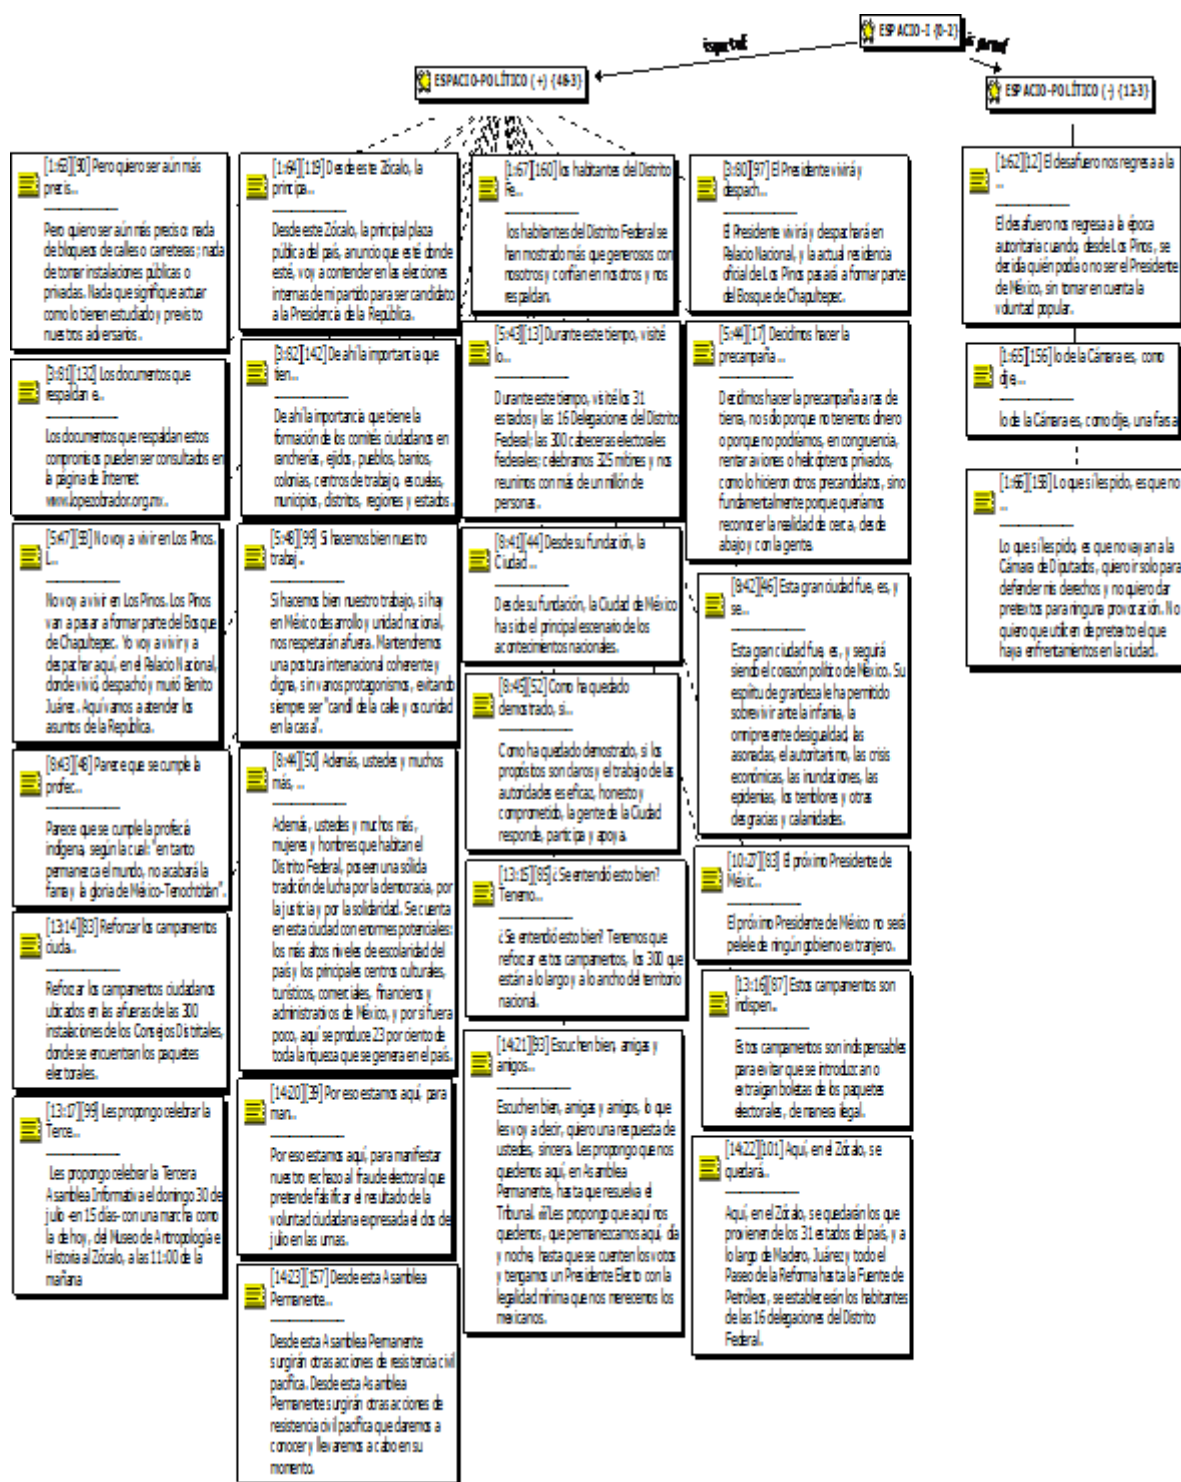 ESPACIO-I {0-2}
is part of
ESPACIO-POLÍTICO (+) {48-3}
ESPACIO-POLÍTICO (-) {12-3}
[1:63][90] Pero quiero ser aún más
precis...
Pero quiero ser aún más preciso: nada
de bloqueos de calles o carreteras; nada
de tomar instalaciones públicas o
privadas. Nada que signifique actuar
como lo tienen estudiado y previsto
nuestros adversarios.
[3:81][132] Los documentos que
respaldan e...
Los documentos que respaldan estos
compromisos pueden ser consultados en
la página de Internet
www.lopezobrador.org.mx.
[5:47][93] No voy a vivir en Los Pinos.
L...
No voy a vivir en Los Pinos. Los Pinos
van a pasar a formar parte del Bosque
de Chapultepec. Yo voy a vivir y a
despachar aquí, en el Palacio Nacional,
donde vivió, despachó y murió Benito
Juárez. Aquí vamos a atender los
asuntos de la República.
[8:43][48] Parece que se cumple la
profec...
Parece que se cumple la profecía
indígena, según la cual: "en tanto
permanezca el mundo, no acabará la
fama y la gloria de México-Tenochtitlán".
[13:14][83] Reforzar los campamentos
ciuda...
Reforzar los campamentos ciudadanos
ubicados en las afueras de las 300
instalaciones de los Consejos Distritales,
donde se encuentran los paquetes
electorales.
[13:17][99] Les propongo celebrar la
Terce...
Les propongo celebrar la Tercera
Asamblea Informativa el domingo 30 de
julio -en 15 días- con una marcha como
la de hoy, del Museo de Antropología e
Historia al Zócalo, a las 11:00 de la
mañana
[1:64][119] Desde este Zócalo, la
principa...
Desde este Zócalo, la principal plaza
pública del país, anuncio que esté donde
esté, voy a contender en las elecciones
internas de mi partido para ser candidato
a la Presidencia de la República.
[3:82][142] De ahí la importancia que
tien...
De ahí la importancia que tiene la
formación de los comités ciudadanos en
rancherías, ejidos, pueblos, barrios,
colonias, centros de trabajo, escuelas,
municipios, distritos, regiones y estados.
[5:48][99] Si hacemos bien nuestro
trabaj...
Si hacemos bien nuestro trabajo, si hay
en México desarrollo y unidad nacional,
nos respetarán afuera. Mantendremos
una postura internacional coherente y
digna, sin vanos protagonismos, evitando
siempre ser "candil de la calle y oscuridad
en la casa".
[8:44][50] Además, ustedes y muchos
más, ...
Además, ustedes y muchos más,
mujeres y hombres que habitan el
Distrito Federal, poseen una sólida
tradición de lucha por la democracia, por
la justicia y por la solidaridad. Se cuenta
en esta ciudad con enormes potenciales:
los más altos niveles de escolaridad del
país y los principales centros culturales,
turísticos, comerciales, financieros y
administrativos de México, y por si fuera
poco, aquí se produce 23 por ciento de
toda la riqueza que se genera en el país.
[14:20][39] Por eso estamos aquí, para
man...
Por eso estamos aquí, para manifestar
nuestro rechazo al fraude electoral que
pretende falsificar el resultado de la
voluntad ciudadana expresada el dos de
julio en las urnas.
[14:23][157] Desde esta Asamblea
Permanente...
Desde esta Asamblea Permanente
surgirán otras acciones de resistencia civil
pacífica. Desde esta Asamblea
Permanente surgirán otras acciones de
resistencia civil pacífica que daremos a
conocer y llevaremos a cabo en su
momento.
[1:67][160] los habitantes del Distrito
Fe...
los habitantes del Distrito Federal se
han mostrado más que generosos con
nosotros y confían en nosotros y nos
respaldan.
[5:43][13] Durante este tiempo, visité
lo...
Durante este tiempo, visité los 31
estados y las 16 Delegaciones del Distrito
Federal; las 300 cabeceras electorales
federales; celebramos 325 mítines y nos
reunimos con más de un millón de
personas.
[8:41][44] Desde su fundación, la
Ciudad ...
Desde su fundación, la Ciudad de México
ha sido el principal escenario de los
acontecimientos nacionales.
[8:45][52] Como ha quedado
demostrado, si...
Como ha quedado demostrado, si los
propósitos son claros y el trabajo de las
autoridades es eficaz, honesto y
comprometido, la gente de la Ciudad
responde, participa y apoya.
[13:15][85] ¿Se entendió esto bien?
Tenemo...
¿Se entendió esto bien? Tenemos que
reforzar estos campamentos, los 300 que
están a lo largo y a lo ancho del territorio
nacional.
[14:21][93] Escuchen bien, amigas y
amigos...
Escuchen bien, amigas y amigos, lo que
les voy a decir, quiero una respuesta de
ustedes, sincera. Les propongo que nos
quedemos aquí, en Asamblea
Permanente, hasta que resuelva el
Tribunal. Les propongo que aquí nos
quedemos, que permanezcamos aquí, día
y noche, hasta que se cuenten los votos
y tengamos un Presidente Electo con la
legalidad mínima que nos merecemos los
mexicanos.
[3:80][97] El Presidente vivirá y
despach...
El Presidente vivirá y despachará en
Palacio Nacional, y la actual residencia
oficial de Los Pinos pasará a formar parte
del Bosque de Chapultepec.
[5:44][17] Decidimos hacer la
precampaña ...
Decidimos hacer la precampaña a ras de
tierra, no sólo porque no tenemos dinero
o porque no podríamos, en congruencia,
rentar aviones o helicópteros privados,
como lo hicieron otros precandidatos, sino
fundamentalmente porque queríamos
reconocer la realidad de cerca, desde
abajo y con la gente.
[8:42][46] Esta gran ciudad fue, es, y
se...
Esta gran ciudad fue, es, y seguirá
siendo el corazón político de México. Su
espíritu de grandeza le ha permitido
sobrevivir ante la infamia, la
omnipresente desigualdad, las
asonadas, el autoritarismo, las crisis
económicas, las inundaciones, las
epidemias, los temblores y otras
desgracias y calamidades.
[10:27][83] El próximo Presidente de
Méxic...
El próximo Presidente de México no será
pelele de ningún gobierno extranjero.
[13:16][87] Estos campamentos son
indispen...
Estos campamentos son indispensables
para evitar que se introduzcan o
extraigan boletas de los paquetes
electorales, de manera ilegal.
[14:22][101] Aquí, en el Zócalo, se
quedará...
Aquí, en el Zócalo, se quedarán los que
provienen de los 31 estados del país, y a
lo largo de Madero, Juárez y todo el
Paseo de la Reforma hasta la Fuente de
Petróleos, se establecerán los habitantes
de las 16 delegaciones del Distrito
Federal.
[1:62][12] El desafuero nos regresa a la
...
El desafuero nos regresa a la época
autoritaria cuando, desde Los Pinos, se
decidía quién podía o no ser el Presidente
de México, sin tomar en cuenta la
voluntad popular.
[1:65][156] lo de la Cámara es, como
dije...
lo de la Cámara es, como dije, una farsa
[1:66][158] Lo que sí les pido, es que no
...
Lo que sí les pido, es que no vayan a la
Cámara de Diputados, quiero ir solo para
defender mis derechos y no quiero dar
pretextos para ninguna provocación. No
quiero que utilicen de pretexto el que
haya enfrentamientos en la ciudad.